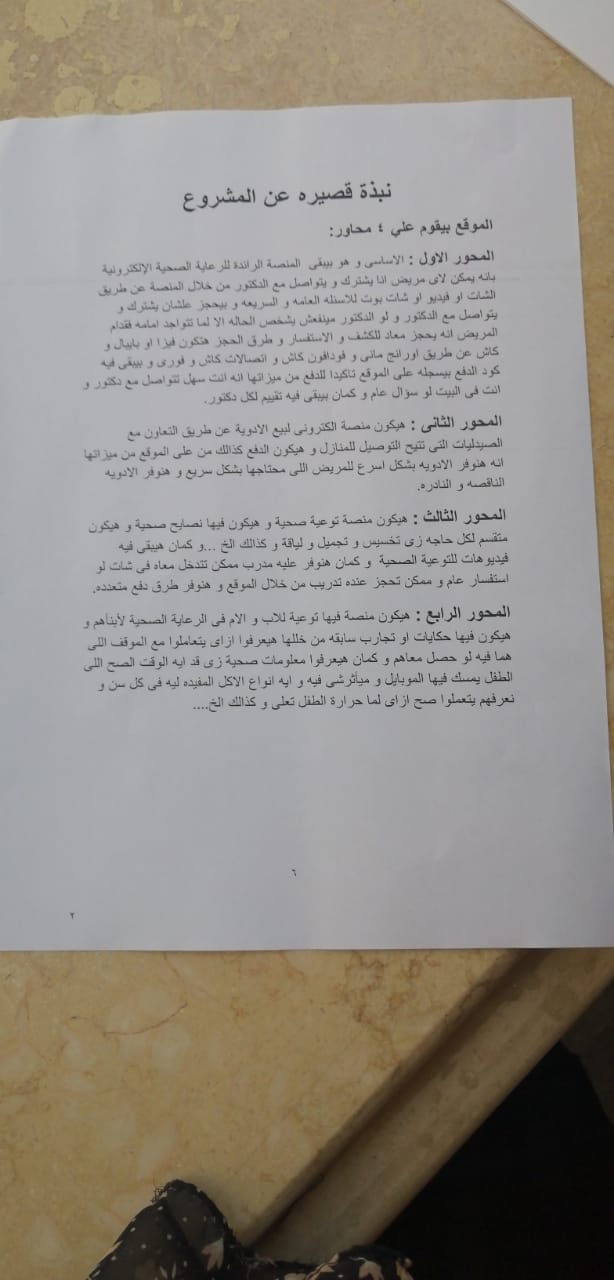 نبذة قصيره عن المشروع
الموقع بيقوم علي ٤ محاور:
المحور الاول : الاساسى و هو بيبقى المنصة الرائدة للرعاية الصحية الإلكترونية
بانه يمكن لاى مريض انا يشترك و يتواصل مع الدكتور من خلال المنصة عن طريق
الشات او فيديو او شات بوت للأسئله العامه و السريعه و بيحجز علشان يشترك و
يتواصل مع الدكتور و لو الدكتور مينفعش يشخص الحاله الا لما تتواجد امامه فقدام
المريض انه يحجز معاد للكشف و الاستفسار و طرق الحجز هتكون فيزا او بايبال و
كاش عن طريق اورانج مانى و فودافون كاش و اتصالات كاش و فورى و بيبقى فيه
كود الدفع بيسجله على الموقع تاكيدا للدفع من ميزاتها انه انت سهل تتواصل مع دكتور و
انت فى البيت لو سؤال عام و كمان بيبقى فيه تقييم لكل دكتور.
المحور الثانى : هيكون منصة الكترونى لبيع الادوية عن طريق التعاون مع
الصيدليات التى تتيح التوصيل للمنازل و هيكون الدفع كذالك من على الموقع من ميزاتها
انه هنوفر الادويه بشكل اسرع للمريض اللى محتاجها بشكل سريع و هنوفر الادويه
الناقصه و النادره.
المحور الثالث : هيكون منصة توعية صحية و هيكون فيها نصايح صحية و هيكون
متقسم لكل حاجه زى تخسيس و تجميل و لياقة و كذالك الخ ...و كمان هيبقى فيه
فيديوهات للتوعية الصحية و كمان هنوفر عليه مدرب ممكن تتدخل معاه فى شات لو
استفسار عام و ممكن تحجز عنده تدريب من خلال الموقع و هنوفر طرق دفع متعدده.
المحور الرابع : هيكون منصة فيها توعية للاب و الام فى الرعاية الصحية لأبنأهم و
هيكون فيها حكايات او تجارب سابقه من خللها هيعرفوا ازاى يتعاملوا مع الموقف اللى
هما فيه لو حصل معاهم و كمان هيعرفوا معلومات صحية زى قد ايه الوقت الصح اللى
الطفل يمسك فيها الموبايل و ميأثرشى فيه و ايه انواع الاكل المفيده ليه فى كل سن و
نعرفهم يتعملوا صح ازاى لما حرارة الطفل تعلى و كذالك الخ....
٦
٢